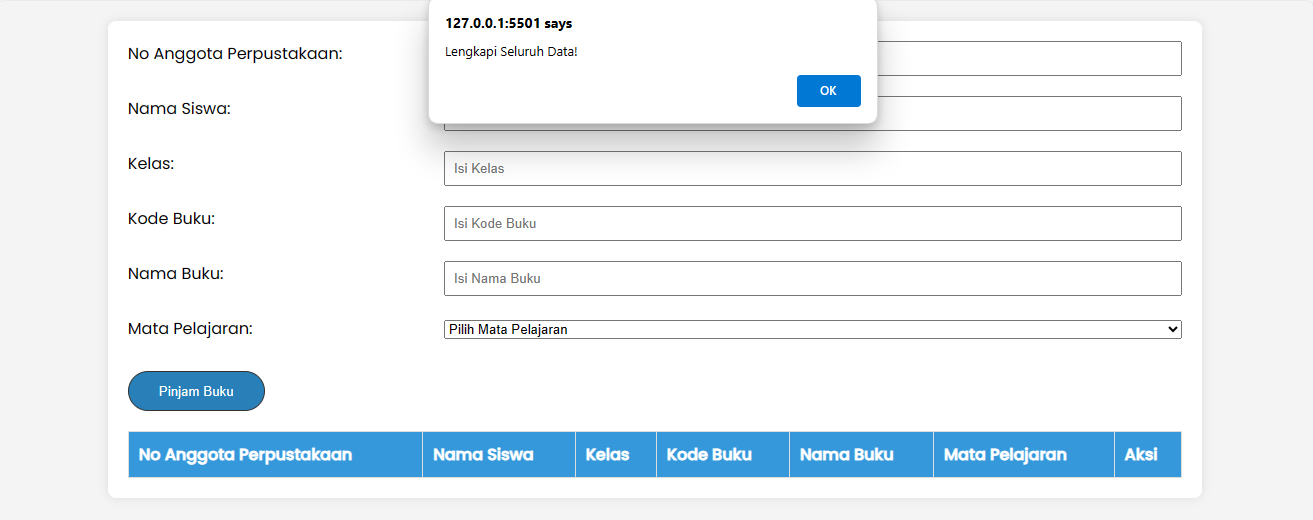 127.0.0.1:5501 says
Lengkapi Seluruh Data!
OK
No Anggota Perpustakaan:
Nama Siswa:
Kelas:
Isi Kelas
Kode Buku:
Isi Kode Buku
Nama Buku:
Isi Nama Buku
Mata Pelajaran:
Pilih Mata Pelajaran
Pinjam Buku
No Anggota Perpustakaan Nama Siswa Kelas Kode Buku Nama Buku Mata Pelajaran Aksi